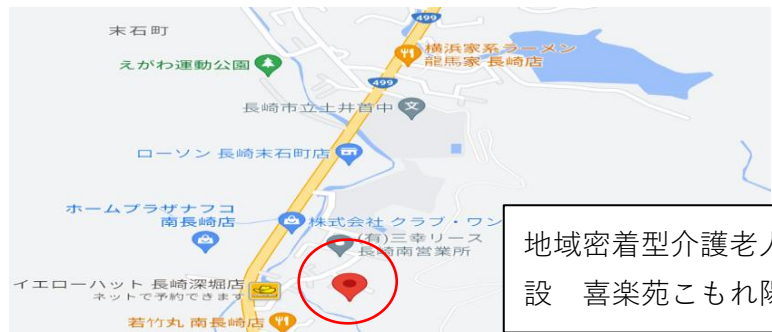 499
末石町
横浜家系ラーメン
龍馬家 長崎店
えがわ運動公園
499
長崎市立土井首中
ローソン 長崎末石町店
ホームプラザナフコ
南長崎店
株式会社 クラブ・ワン
(有)三幸リース
長崎南営業所
地域密着型介護老人
設 喜楽苑こもれ陽
イエローハット 長崎深堀店
ネットで予約できます
若竹丸 南長崎店